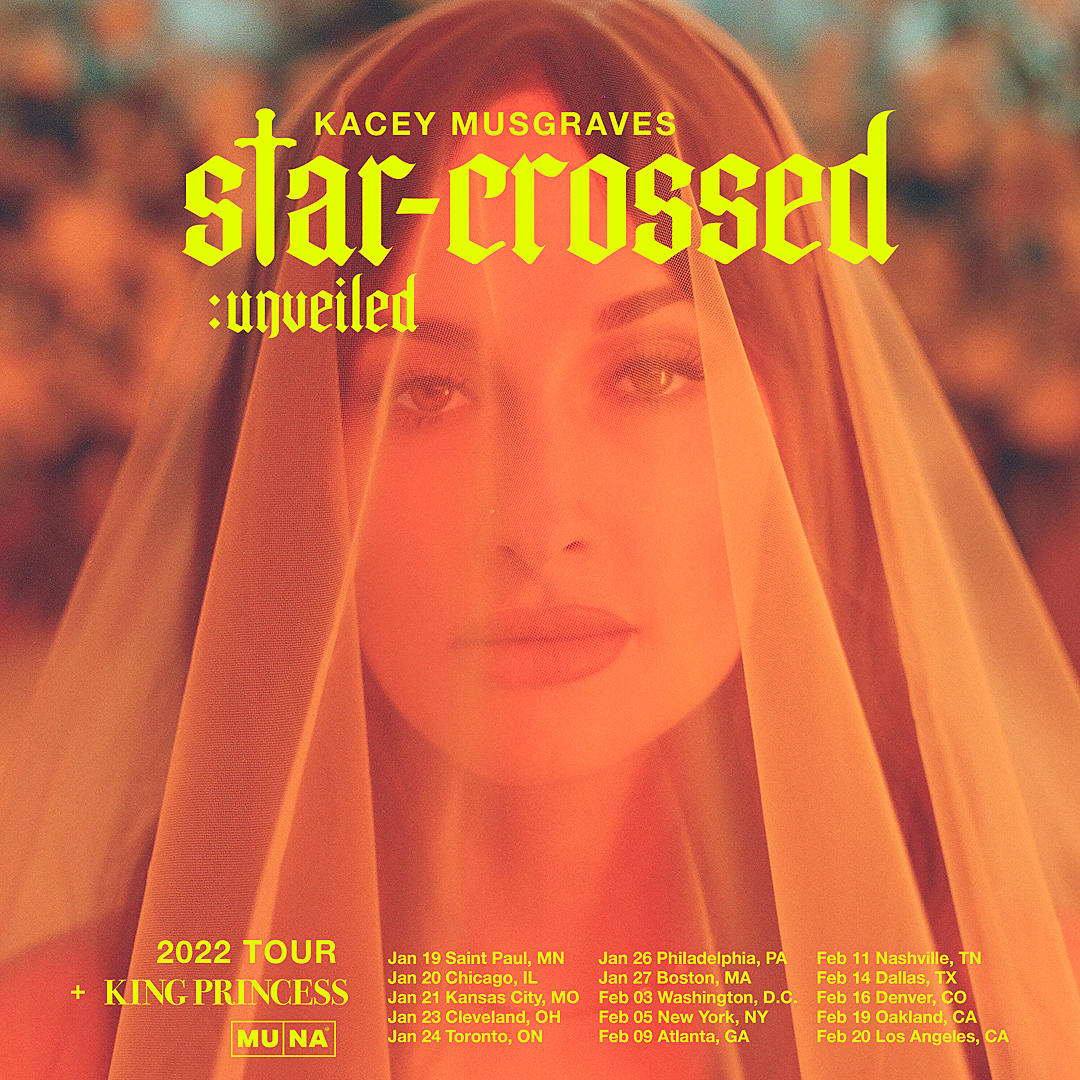 KACEY MUSGRAVES
star-crossed
:unveiled
2022 TOUR
+ KING PRINCESS
MU|NA
Jan 19 Saint Paul, MN
Jan 20 Chicago, IL
Jan 21 Kansas City, MO
Jan 23 Cleveland, OH
Jan 24 Toronto, ON
Jan 26 Philadelphia, PA
Jan 27 Boston, MA
Feb 03 Washington, D.C.
Feb 05 New York, NY
Feb 09 Atlanta, GA
Feb 11 Nashville, TN
Feb 14 Dallas, TX
Feb 16 Denver, CO
Feb 19 Oakland, CA
Feb 20 Los Angeles, CA